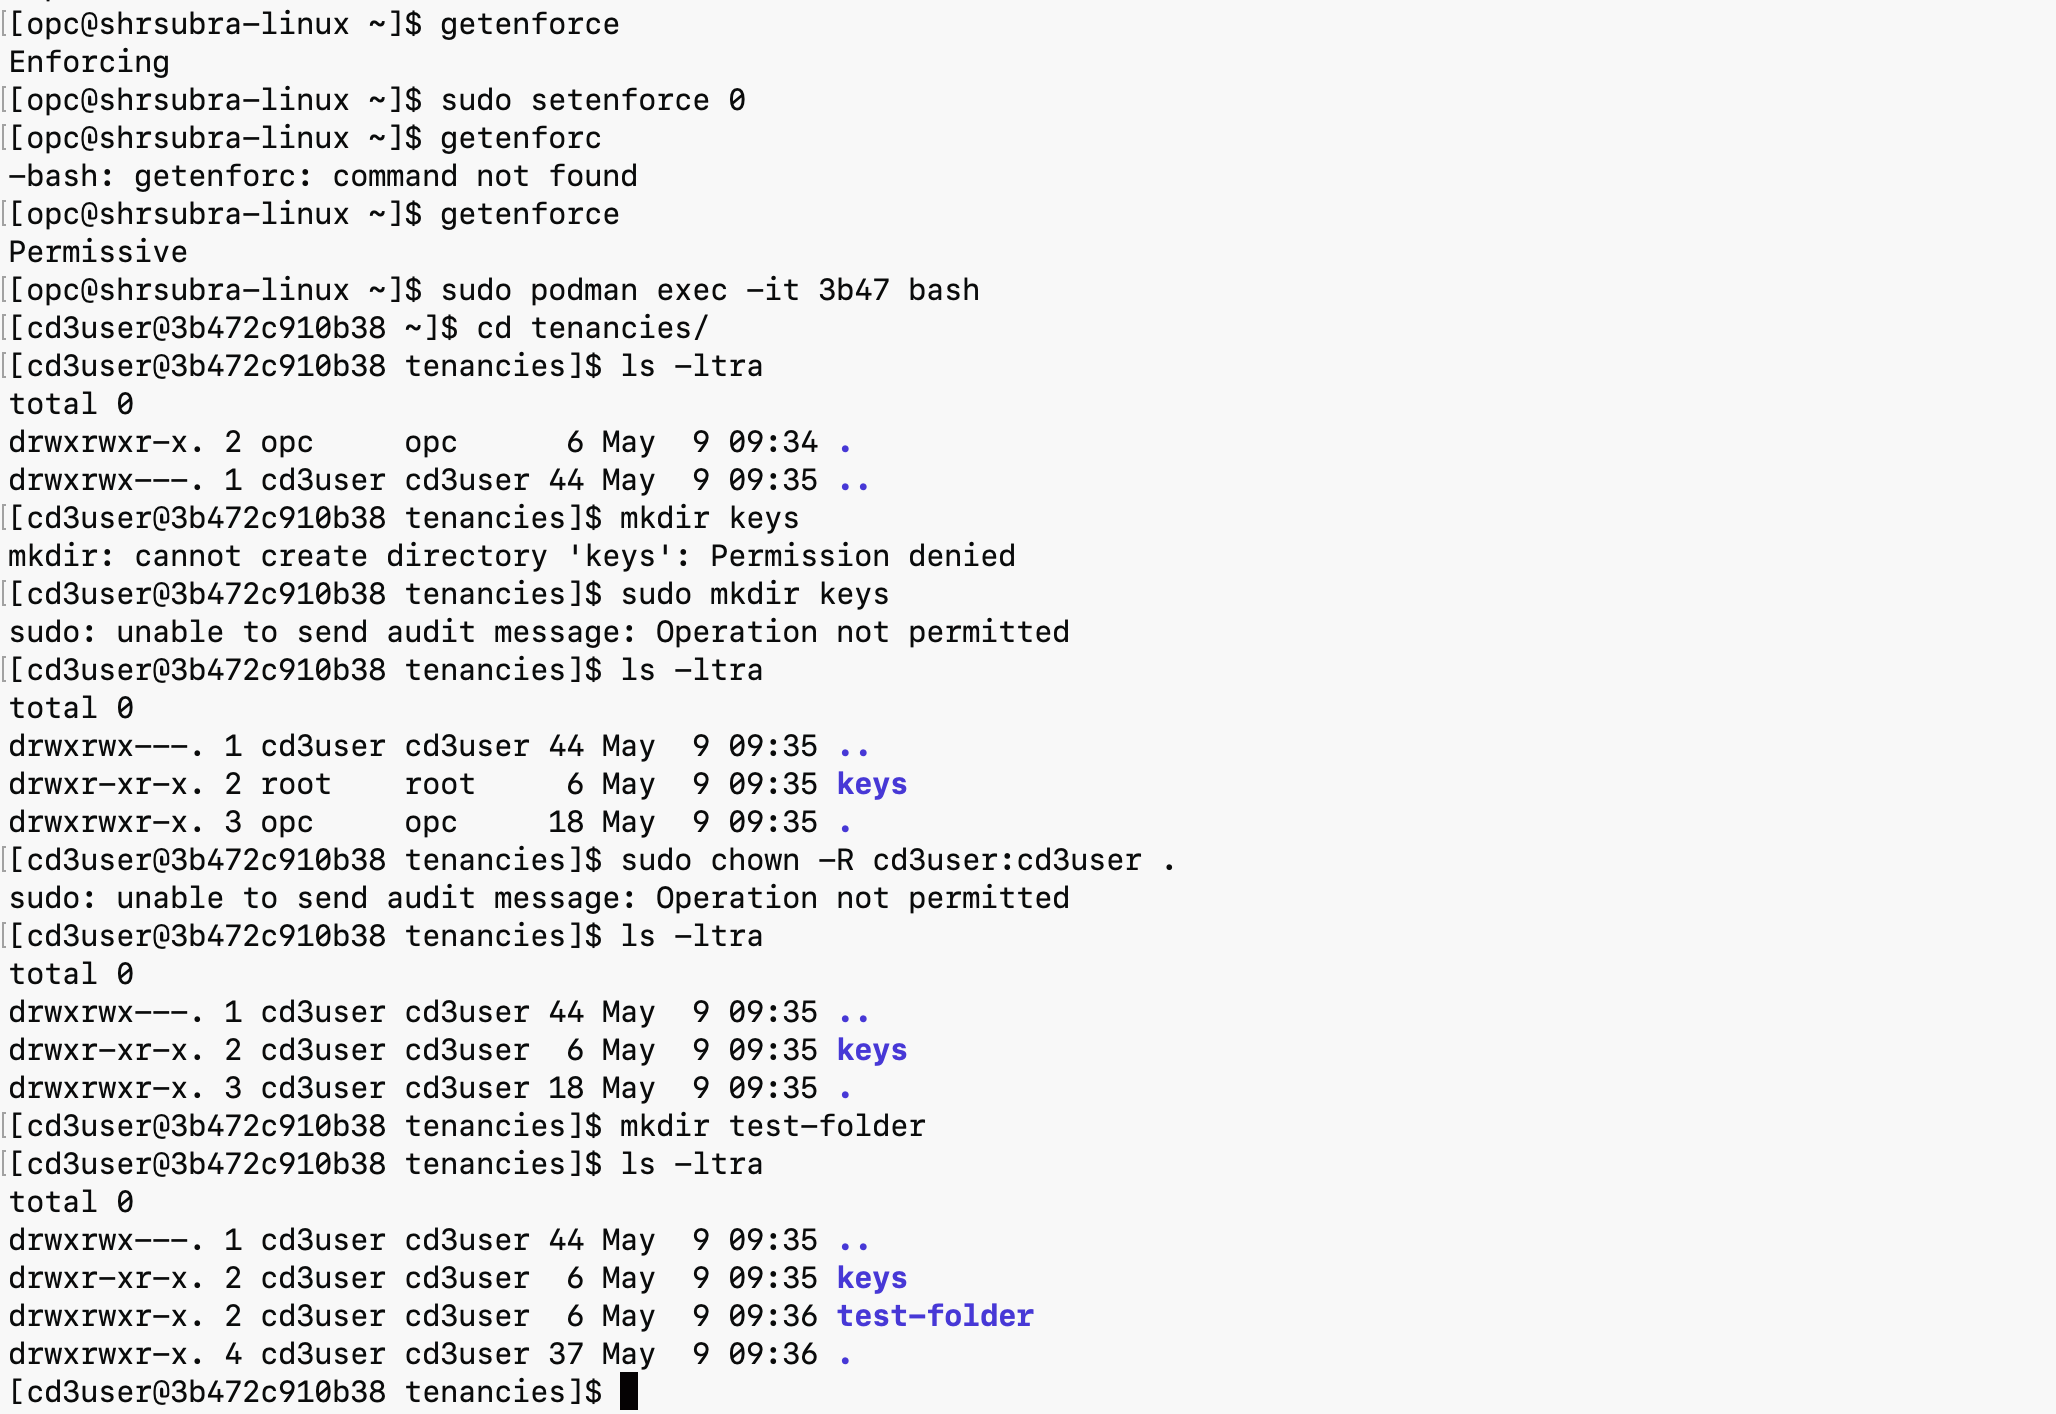 [opc@shrsubra-linux ~]$ getenforce
Enforcing
[opc@shrsubra-linux ~]$ sudo setenforce 0
[opc@shrsubra-linux ~]$ getenforc
-bash: getenforc: command not found
[opc@shrsubra-linux ~]$ getenforce
Permissive
[opc@shrsubra-linux ~]$ sudo podman exec -it 3b47 bash
[cd3user@3b472c910b38 ~]$ cd tenancies/
[cd3user@3b472c910b38 tenancies]$ ls -ltra
total 0
drwxrwxr-x. 2 opc     opc      6 May  9 09:34 .
drwxrwx---. 1 cd3user cd3user 44 May  9 09:35 ..
[cd3user@3b472c910b38 tenancies]$ mkdir keys
mkdir: cannot create directory 'keys': Permission denied
[cd3user@3b472c910b38 tenancies]$ sudo mkdir keys
sudo: unable to send audit message: Operation not permitted
[cd3user@3b472c910b38 tenancies]$ ls -ltra
total 0
drwxrwx---. 1 cd3user cd3user 44 May  9 09:35 ..
drwxr-xr-x. 2 root    root     6 May  9 09:35 keys
drwxrwxr-x. 3 opc     opc     18 May  9 09:35 .
[cd3user@3b472c910b38 tenancies]$ sudo chown -R cd3user:cd3user .
sudo: unable to send audit message: Operation not permitted
[cd3user@3b472c910b38 tenancies]$ ls -ltra
total 0
drwxrwx---. 1 cd3user cd3user 44 May  9 09:35 ..
drwxr-xr-x. 2 cd3user cd3user  6 May  9 09:35 keys
drwxrwxr-x. 3 cd3user cd3user 18 May  9 09:35 .
[cd3user@3b472c910b38 tenancies]$ mkdir test-folder
[cd3user@3b472c910b38 tenancies]$ ls -ltra
total 0
drwxrwx---. 1 cd3user cd3user 44 May  9 09:35 ..
drwxr-xr-x. 2 cd3user cd3user  6 May  9 09:35 keys
drwxrwxr-x. 2 cd3user cd3user  6 May  9 09:36 test-folder
drwxrwxr-x. 4 cd3user cd3user 37 May  9 09:36 .
[cd3user@3b472c910b38 tenancies]$